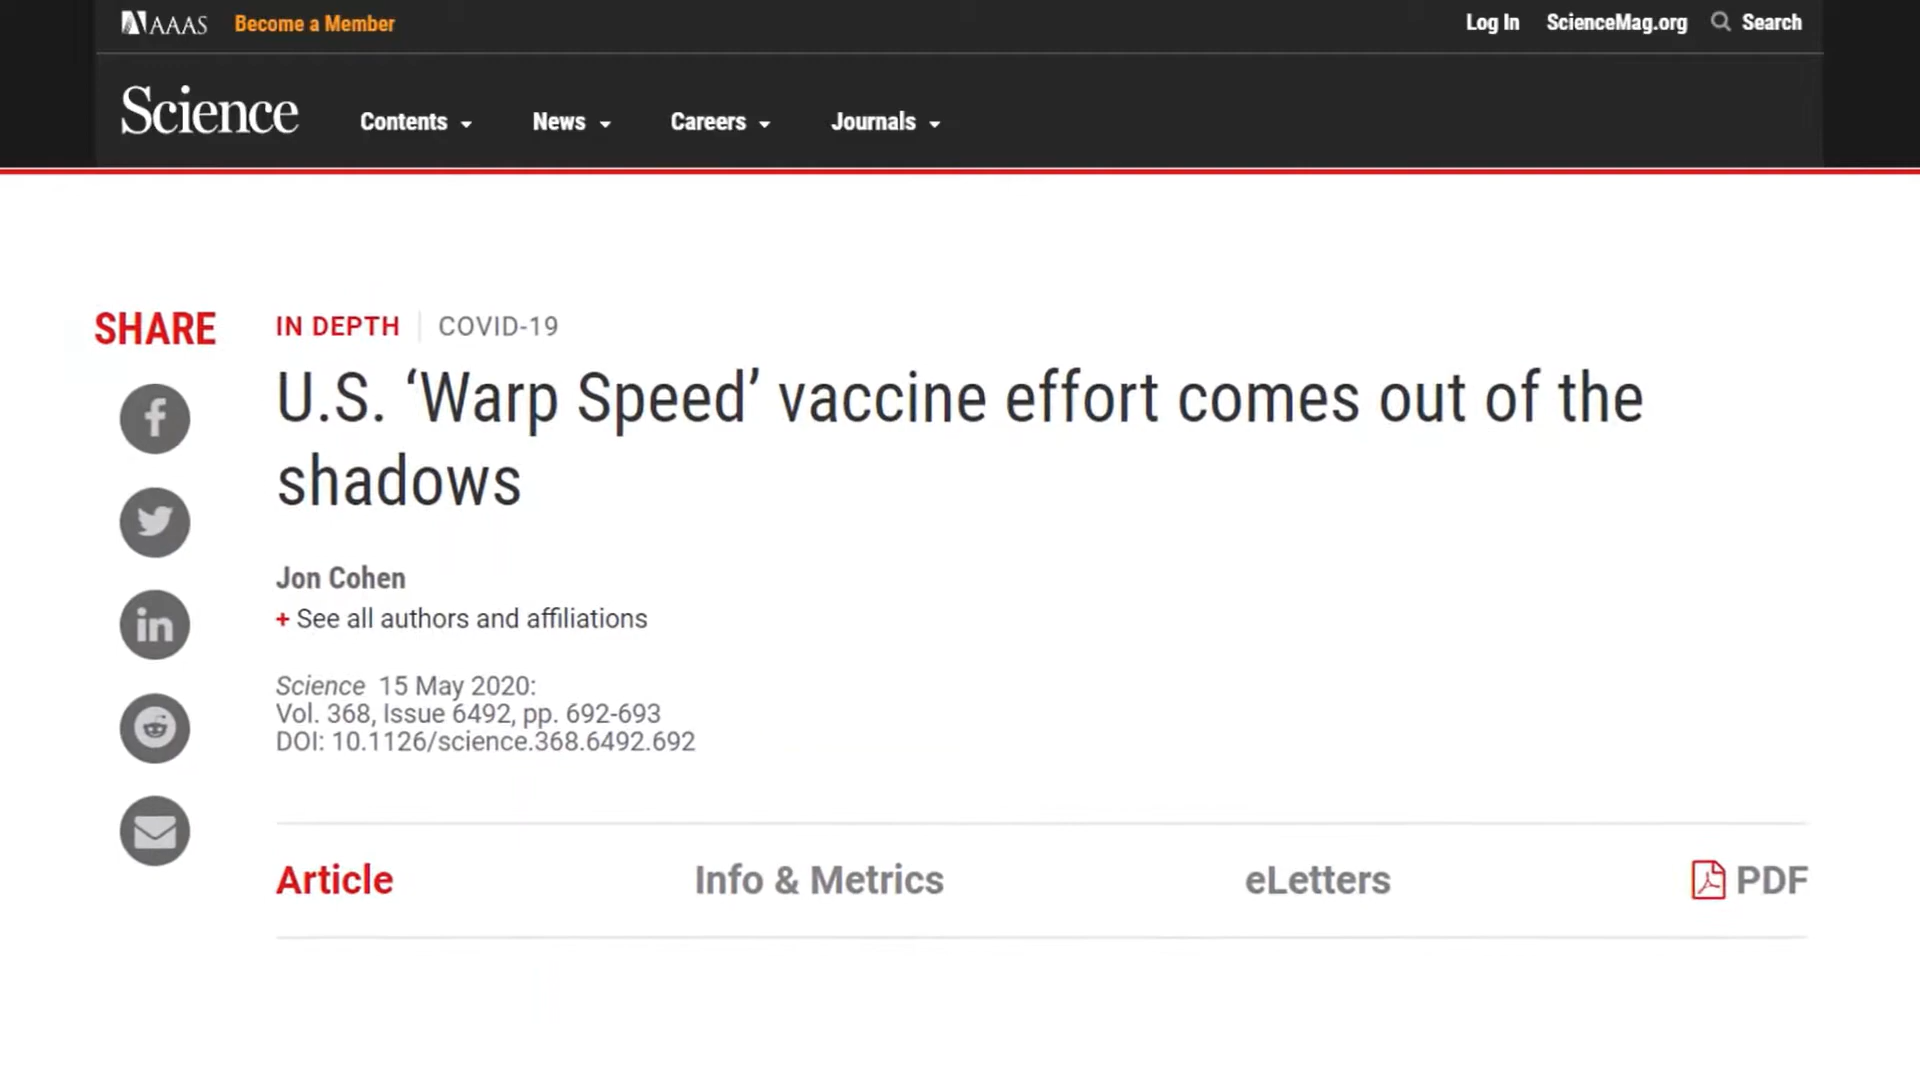 AAAS Become a Member Log In ScienceMag.org Search
Science Contents News Careers Journals
SHARE
IN DEPTH COVID-19
U.S. ‘Warp Speed’ vaccine effort comes out of the
shadows
Jon Cohen
+ See all authors and affiliations
Science 15 May 2020:
Vol. 368, Issue 6492, pp. 692-693
DOI: 10.1126/science.368.6492.692
Article Info & Metrics eLetters PDF